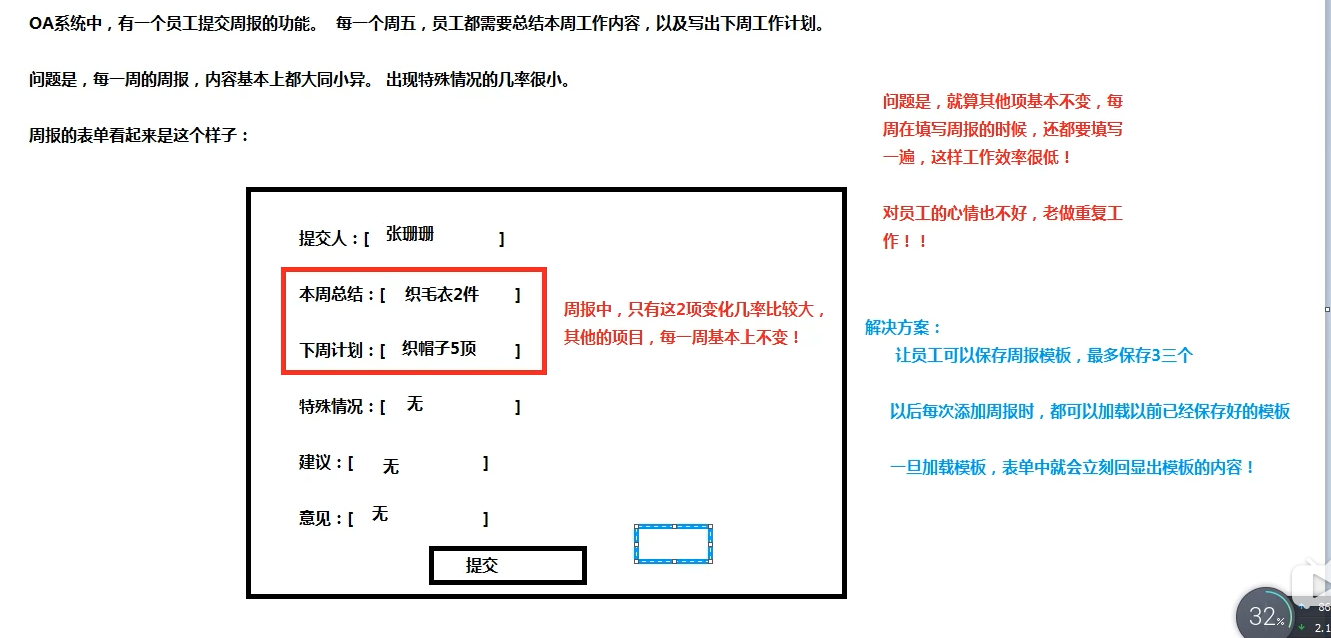 OA系统中，有一个员工提交周报的功能。 每一个周五，员工都需要总结本周工作内容，以及写出下周工作计划。
问题是，每一周的周报，内容基本上都大同小异。 出现特殊情况的几率很小。
周报的表单看起来是这个样子：
问题是，就算其他项基本不变，每
周在填写周报的时候，还都要填写
一遍，这样工作效率很低！
对员工的心情也不好，老做重复工
作！！
提交人：[ 张珊珊 ]
本周总结：[ 织毛衣2件 ]
下周计划：[ 织帽子5顶 ]
周报中，只有这2项变化几率比较大，
其他的项目，每一周基本上不变！
特殊情况：[ 无 ]
建议：[ 无 ]
意见：[ 无 ]
提交
解决方案：
让员工可以保存周报模板，最多保存3三个
以后每次添加周报时，都可以加载以前已经保存好的模板
一旦加载模板，表单中就会立刻回显出模板的内容！
32%